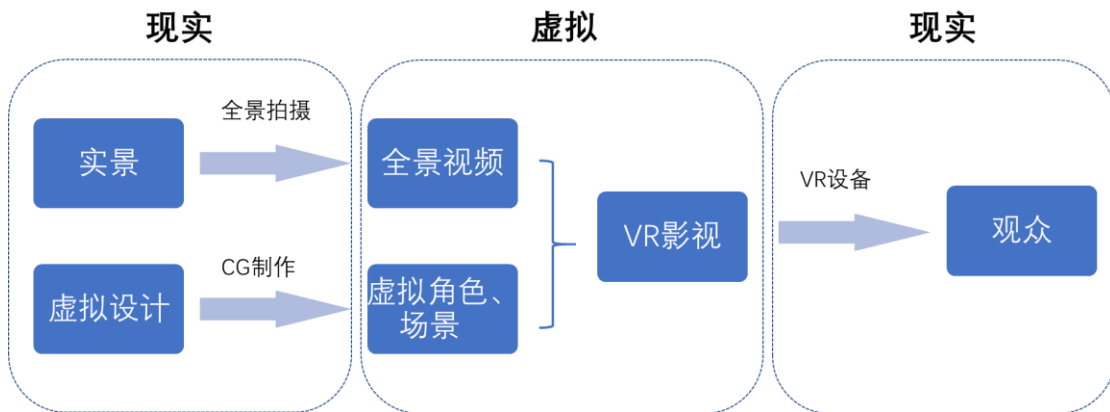 现实
虚拟
现实
全景拍摄
实景
全景视频
VR影视
VR设备
观众
CG制作
虚拟设计
虚拟角色、
场景